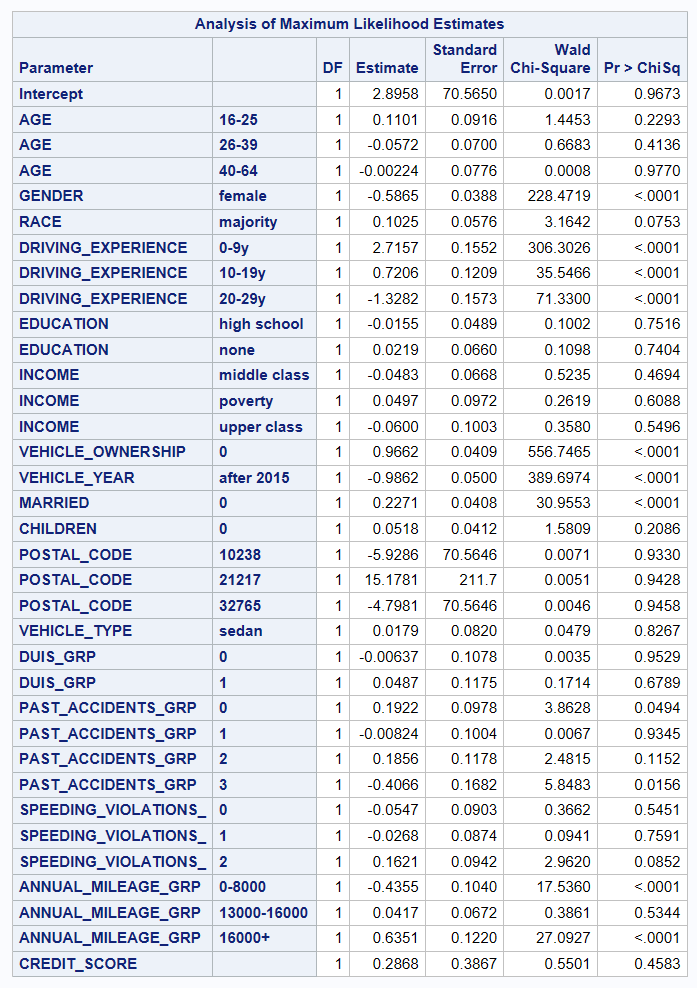 Analysis of Maximum Likelihood Estimates
Parameter DF Estimate Standard Error Wald Chi-Square Pr > ChiSq
Intercept 1 2.8958 70.5650 0.0017 0.9673
AGE 16-25 1 0.1101 0.0916 1.4453 0.2293
AGE 26-39 1 -0.0572 0.0700 0.6683 0.4136
AGE 40-64 1 -0.00224 0.0776 0.0008 0.9770
GENDER female 1 -0.5865 0.0388 228.4719 <.0001
RACE majority 1 0.1025 0.0576 3.1642 0.0753
DRIVING_EXPERIENCE 0-9y 1 2.7157 0.1552 306.3026 <.0001
DRIVING_EXPERIENCE 10-19y 1 0.7206 0.1209 35.5466 <.0001
DRIVING_EXPERIENCE 20-29y 1 -1.3282 0.1573 71.3300 <.0001
EDUCATION high school 1 -0.0155 0.0489 0.1002 0.7516
EDUCATION none 1 0.0219 0.0660 0.1098 0.7404
INCOME middle class 1 -0.0483 0.0668 0.5235 0.4694
INCOME poverty 1 0.0497 0.0972 0.2619 0.6088
INCOME upper class 1 -0.0600 0.1003 0.3580 0.5496
VEHICLE_OWNERSHIP 0 1 0.9662 0.0409 556.7465 <.0001
VEHICLE_YEAR after 2015 1 -0.9862 0.0500 389.6974 <.0001
MARRIED 0 1 0.2271 0.0408 30.9553 <.0001
CHILDREN 0 1 0.0518 0.0412 1.5809 0.2086
POSTAL_CODE 10238 1 -5.9286 70.5646 0.0071 0.9330
POSTAL_CODE 21217 1 15.1781 211.7 0.0051 0.9428
POSTAL_CODE 32765 1 -4.7981 70.5646 0.0046 0.9458
VEHICLE_TYPE sedan 1 0.0179 0.0820 0.0479 0.8267
DUIS_GRP 0 1 -0.00637 0.1078 0.0035 0.9529
DUIS_GRP 1 1 0.0487 0.1175 0.1714 0.6789
PAST_ACCIDENTS_GRP 0 1 0.1922 0.0978 3.8628 0.0494
PAST_ACCIDENTS_GRP 1 1 -0.00824 0.1004 0.0067 0.9345
PAST_ACCIDENTS_GRP 2 1 0.1856 0.1178 2.4815 0.1152
PAST_ACCIDENTS_GRP 3 1 -0.4066 0.1682 5.8483 0.0156
SPEEDING_VIOLATIONS_ 0 1 -0.0547 0.0903 0.3662 0.5451
SPEEDING_VIOLATIONS_ 1 1 -0.0268 0.0874 0.0941 0.7591
SPEEDING_VIOLATIONS_ 2 1 0.1621 0.0942 2.9620 0.0852
ANNUAL_MILEAGE_GRP 0-8000 1 -0.4355 0.1040 17.5360 <.0001
ANNUAL_MILEAGE_GRP 13000-16000 1 0.0417 0.0672 0.3861 0.5344
ANNUAL_MILEAGE_GRP 16000+ 1 0.6351 0.1220 27.0927 <.0001
CREDIT_SCORE 1 0.2868 0.3867 0.5501 0.4583